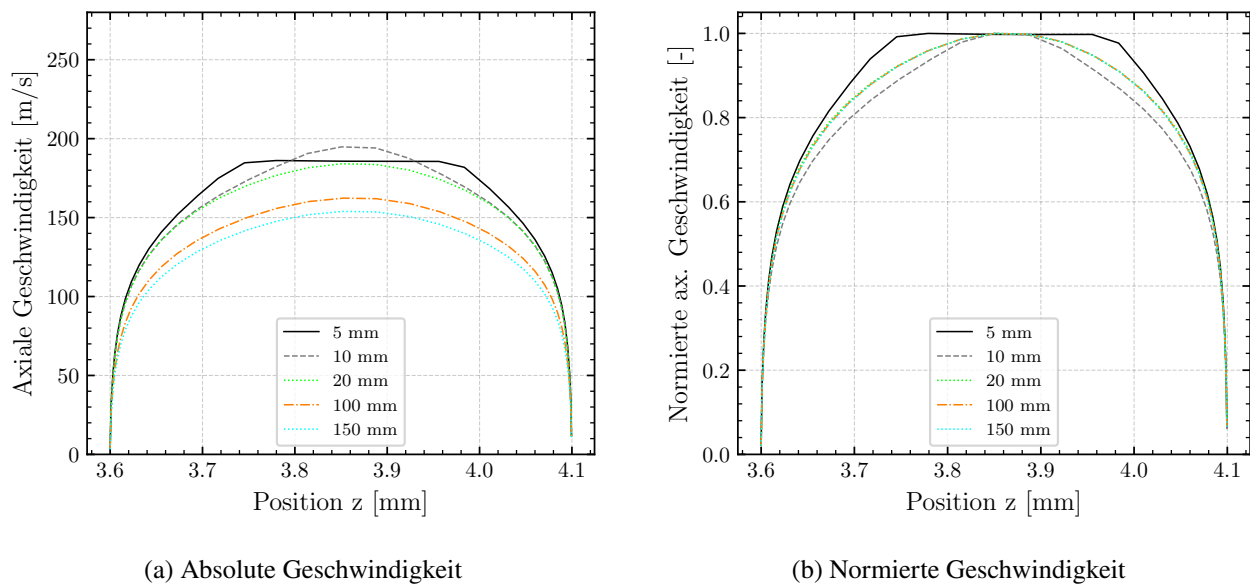 Axiale Geschwindigkeit [m/s]
250
200
150
100
50
0
3.6 3.7 3.8 3.9 4.0 4.1
Position z [mm]
5 mm
10 mm
20 mm
100 mm
150 mm
(a) Absolute Geschwindigkeit
Normierte ax. Geschwindigkeit [-]
1.0
0.8
0.6
0.4
0.2
0.0
3.6 3.7 3.8 3.9 4.0 4.1
Position z [mm]
5 mm
10 mm
20 mm
100 mm
150 mm
(b) Normierte Geschwindigkeit